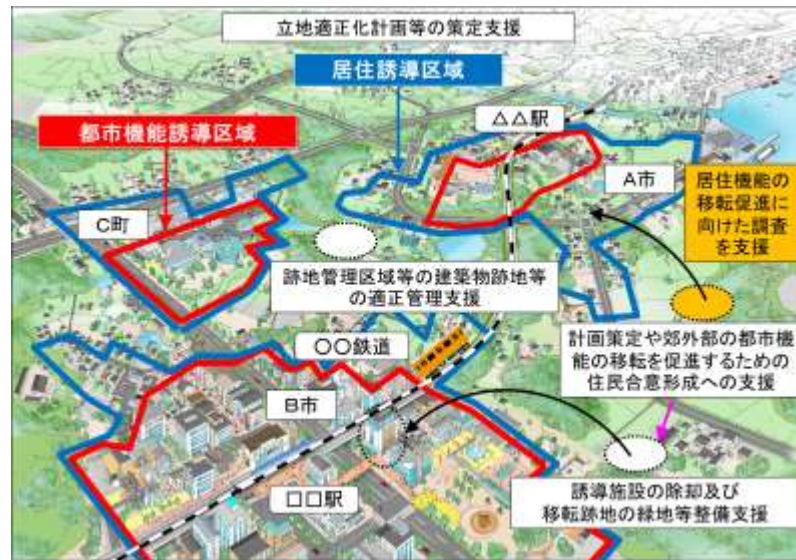 立地適正化計画等の策定支援
居住誘導区域
都市機能誘導区域
△△駅
A市
居住機能の
移転促進に
向けた調査
を支援
C町
跡地管理区域等の建築物跡地等
の適正管理支援
〇〇鉄道
計画策定や郊外部の都市機
能の移転を促進するための
住民合意形成への支援
B市
□□駅
誘導施設の除却及び
移転跡地の緑地等整備支援